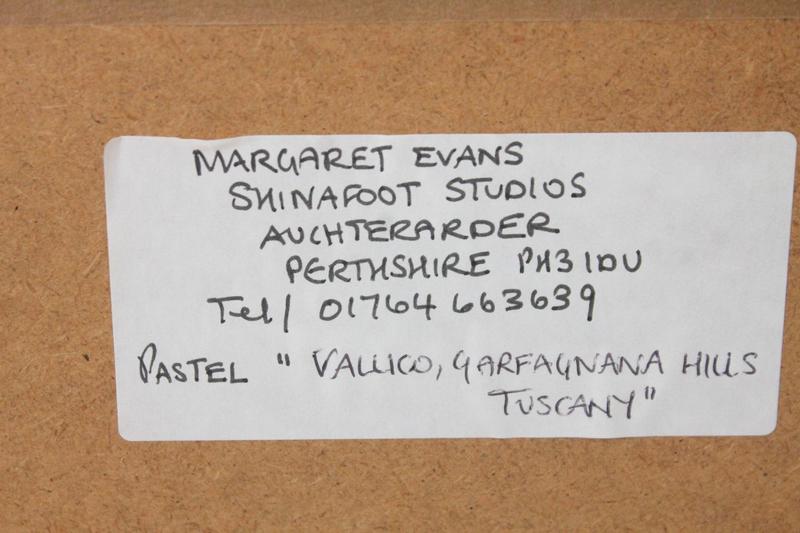 MARGARET EVANS
SHINAFOOT STUDIOS
AUCHTERARDER
PERTHSHIRE PH3 1DU
Tel/ 01764 663639
PASTEL " VALLICO, GARFAGNANA HILLS
TUSCANY"